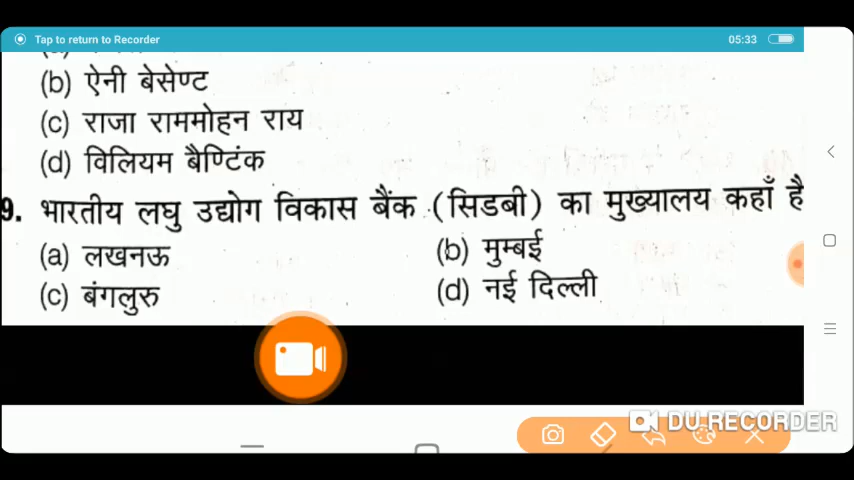 Tap to return to Recorder
05:33
(b) ऐनी बेसेण्ट
(c) राजा राममोहन राय
(d) विलियम बैण्टिंक
9. भारतीय लघु उद्योग विकास बैंक (सिडबी) का मुख्यालय कहाँ है
(a) लखनऊ
(b) मुम्बई
(c) बंगलुरु
(d) नई दिल्ली
DU RECORDER